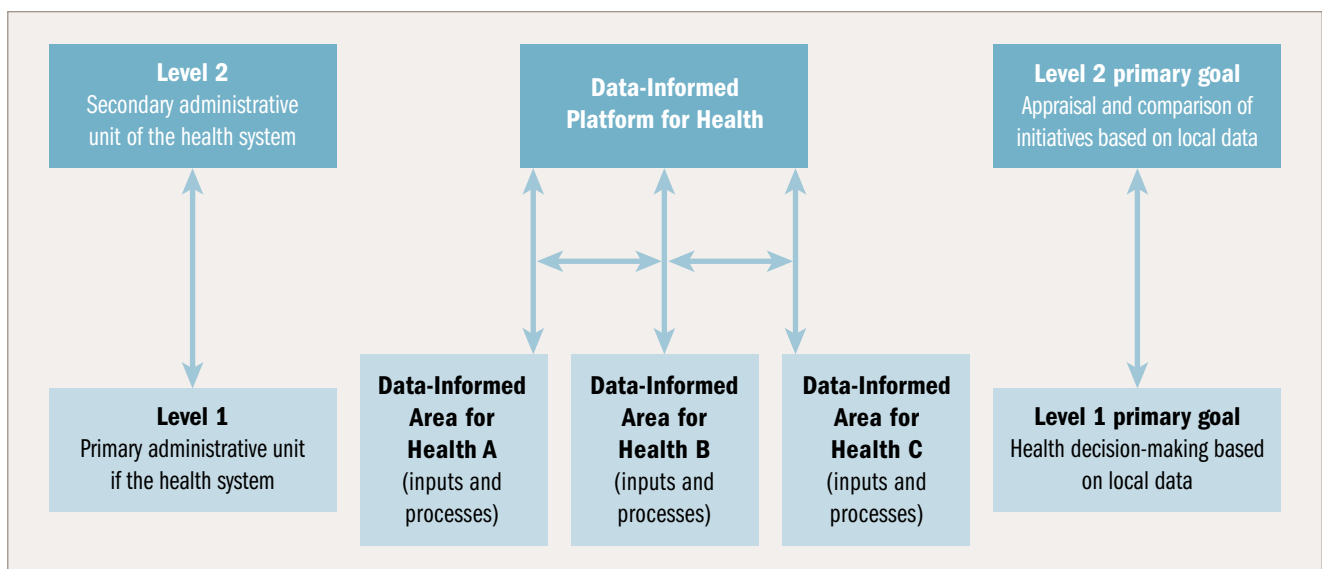 Level 2
Secondary administrative
unit of the health system
Data-Informed
Platform for Health
Level 2 primary goal
Appraisal and comparison of
initiatives based on local data
Level 1
Primary administrative unit
if the health system
Data-Informed
Area for
Health A
(inputs and
processes)
Data-Informed
Area for
Health B
(inputs and
processes)
Data-Informed
Area for
Health C
(inputs and
processes)
Level 1 primary goal
Health decision-making based
on local data